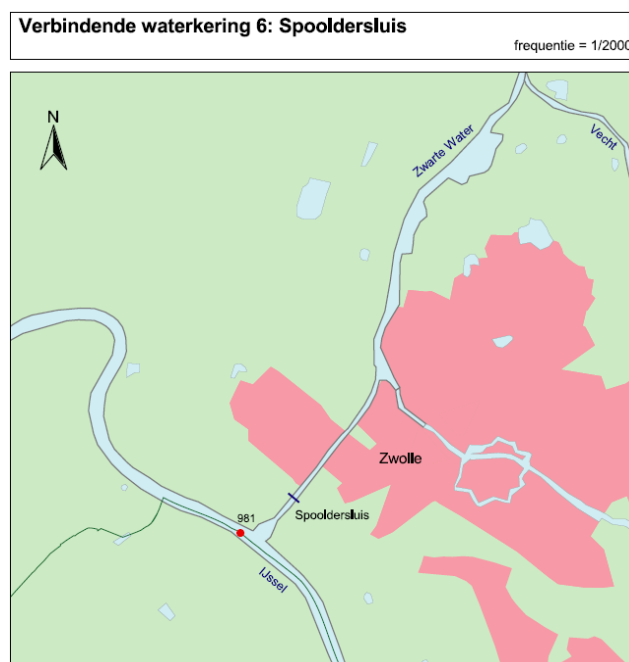 Verbindende waterkering 6: Spooldersluis
frequentie = 1/2000
N
Zwarte Water
Vecht
Zwolle
981
Spooldersluis
IJssel